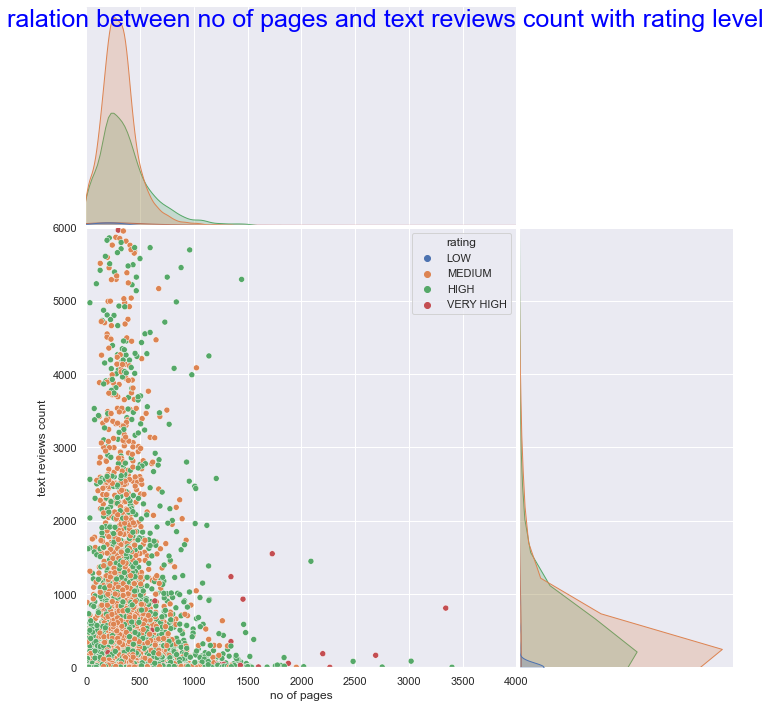 ralation between no of pages and text reviews count with rating level
6000
5000
4000
3000
2000
1000
0
text reviews count
rating
LOW
MEDIUM
HIGH
VERY HIGH
0 500 1000 1500 2000 2500 3000 3500 4000
no of pages